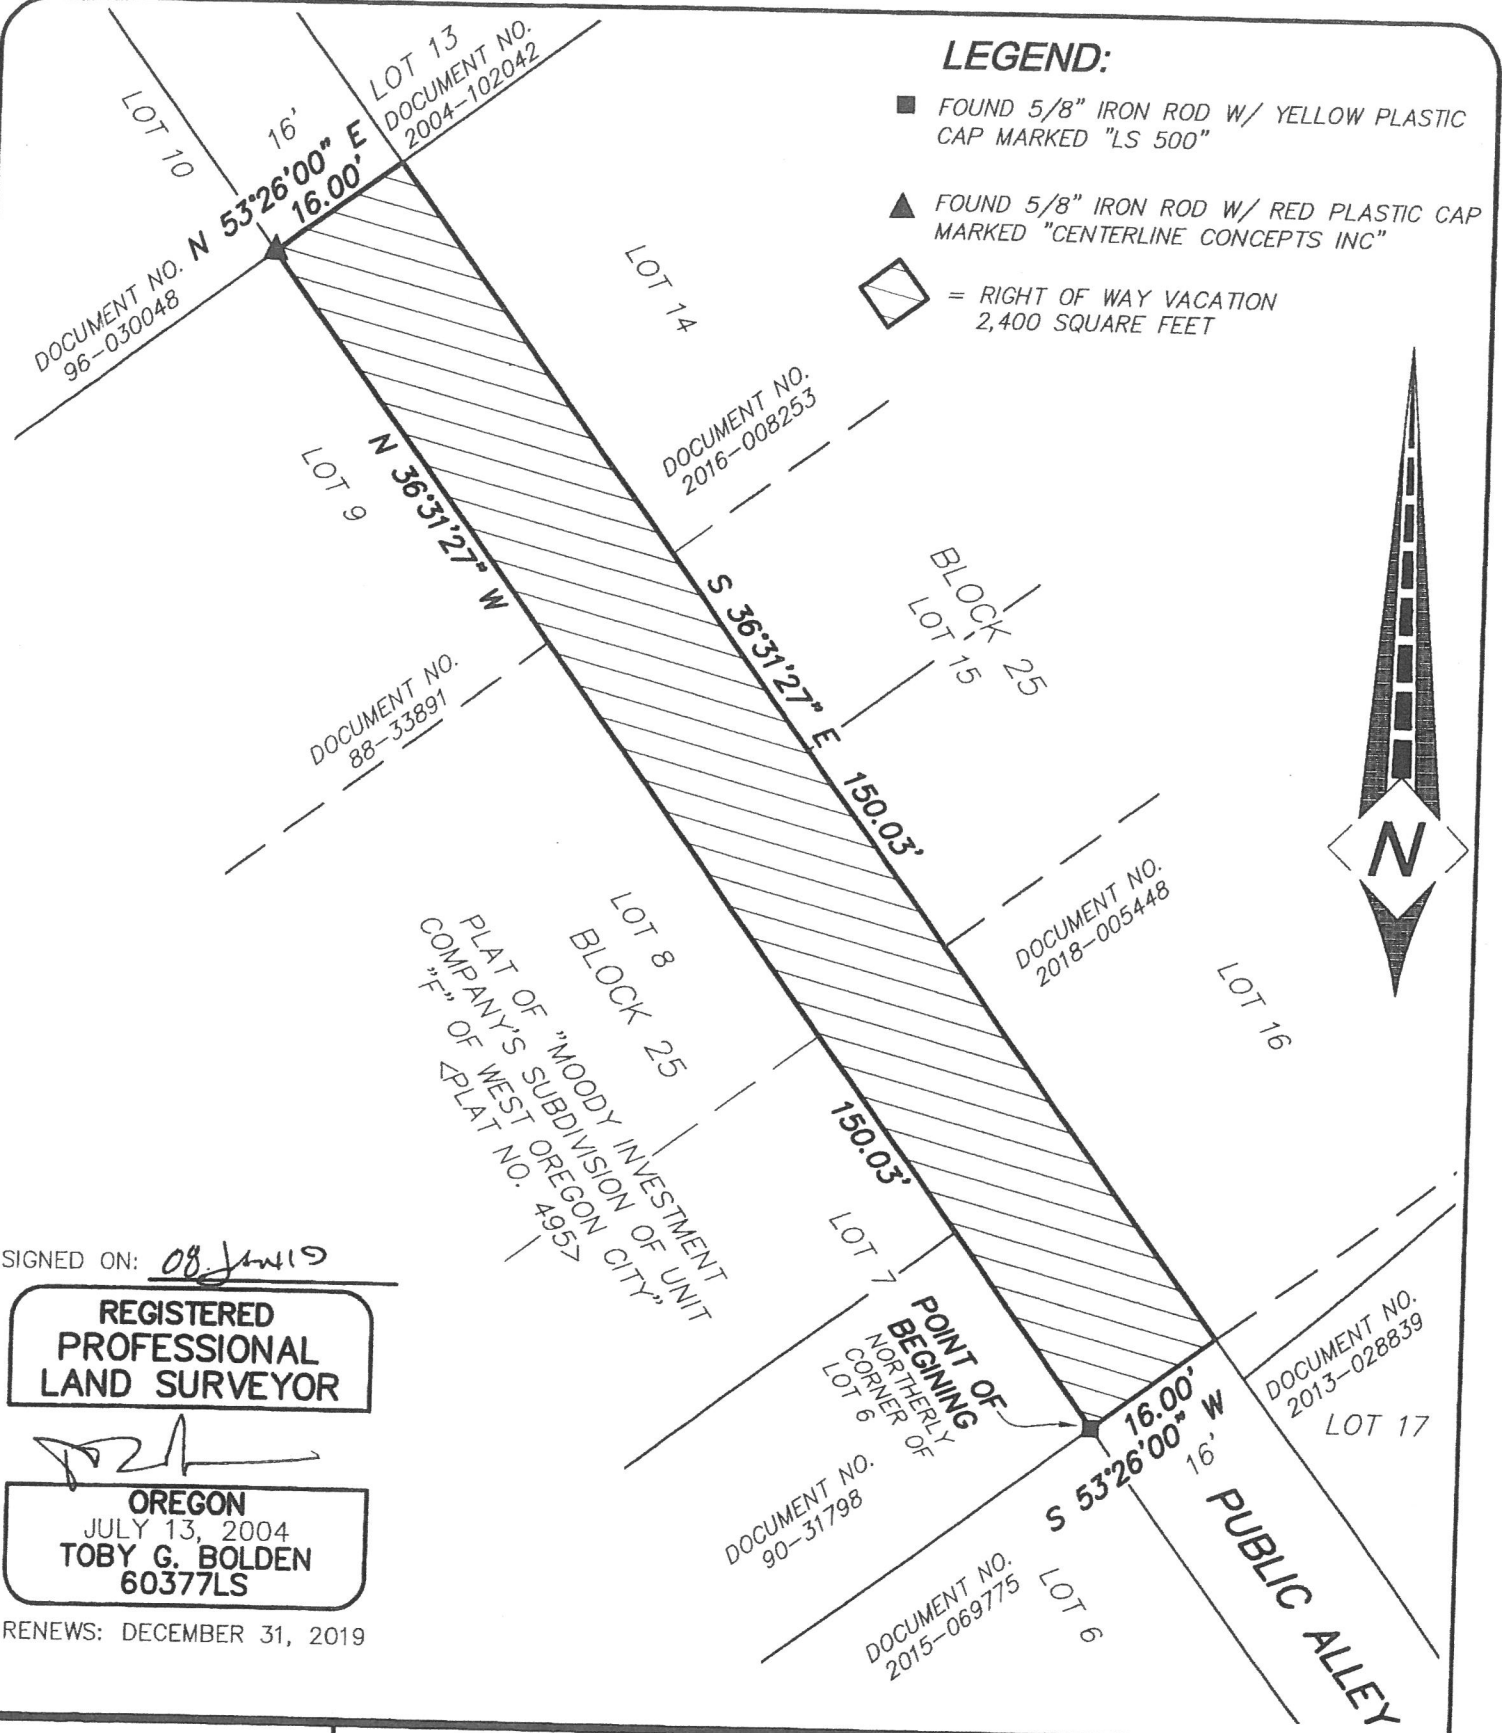 LOT 13
DOCUMENT NO.
2004-102042
LOT 10
16'
N 53°26'00" E
16.00'
DOCUMENT NO.
96-030048
LEGEND:
FOUND 5/8" IRON ROD W/ YELLOW PLASTIC
CAP MARKED "LS 500"
FOUND 5/8" IRON ROD W/ RED PLASTIC CAP
MARKED "CENTERLINE CONCEPTS INC"
= RIGHT OF WAY VACATION
2,400 SQUARE FEET
LOT 14
DOCUMENT NO.
2016-008253
LOT 9
N 36°31'27" W
S 36°31'27" E 150.03'
BLOCK 25
LOT 15
DOCUMENT NO.
88-33891
N
DOCUMENT NO.
2018-005448
LOT 16
LOT 8
BLOCK 25
PLAT OF "MOODY INVESTMENT
COMPANY'S SUBDIVISION OF UNIT
"F" OF WEST OREGON CITY"
<PLAT NO. 495>
150.03'
LOT 7
POINT OF
BEGINING
NORTHERLY
CORNER OF
LOT 6
16.00'
S 53°26'00" W
16'
DOCUMENT NO.
2013-028839
LOT 17
DOCUMENT NO.
90-31798
DOCUMENT NO.
2015-069775
LOT 6
PUBLIC ALLEY
SIGNED ON: 08 JAN 19
REGISTERED
PROFESSIONAL
LAND SURVEYOR
OREGON
JULY 13, 2004
TOBY G. BOLDEN
60377LS
RENEWS: DECEMBER 31, 2019